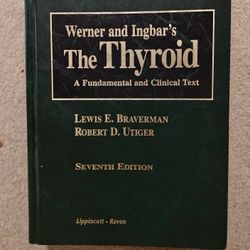 Werner and Ingbar's
The Thyroid
A Fundamental and Clinical Text
LEWIS E. BRAVERMAN
ROBERT D. UTIGER
SEVENTH EDITION
Lippincott - Raven